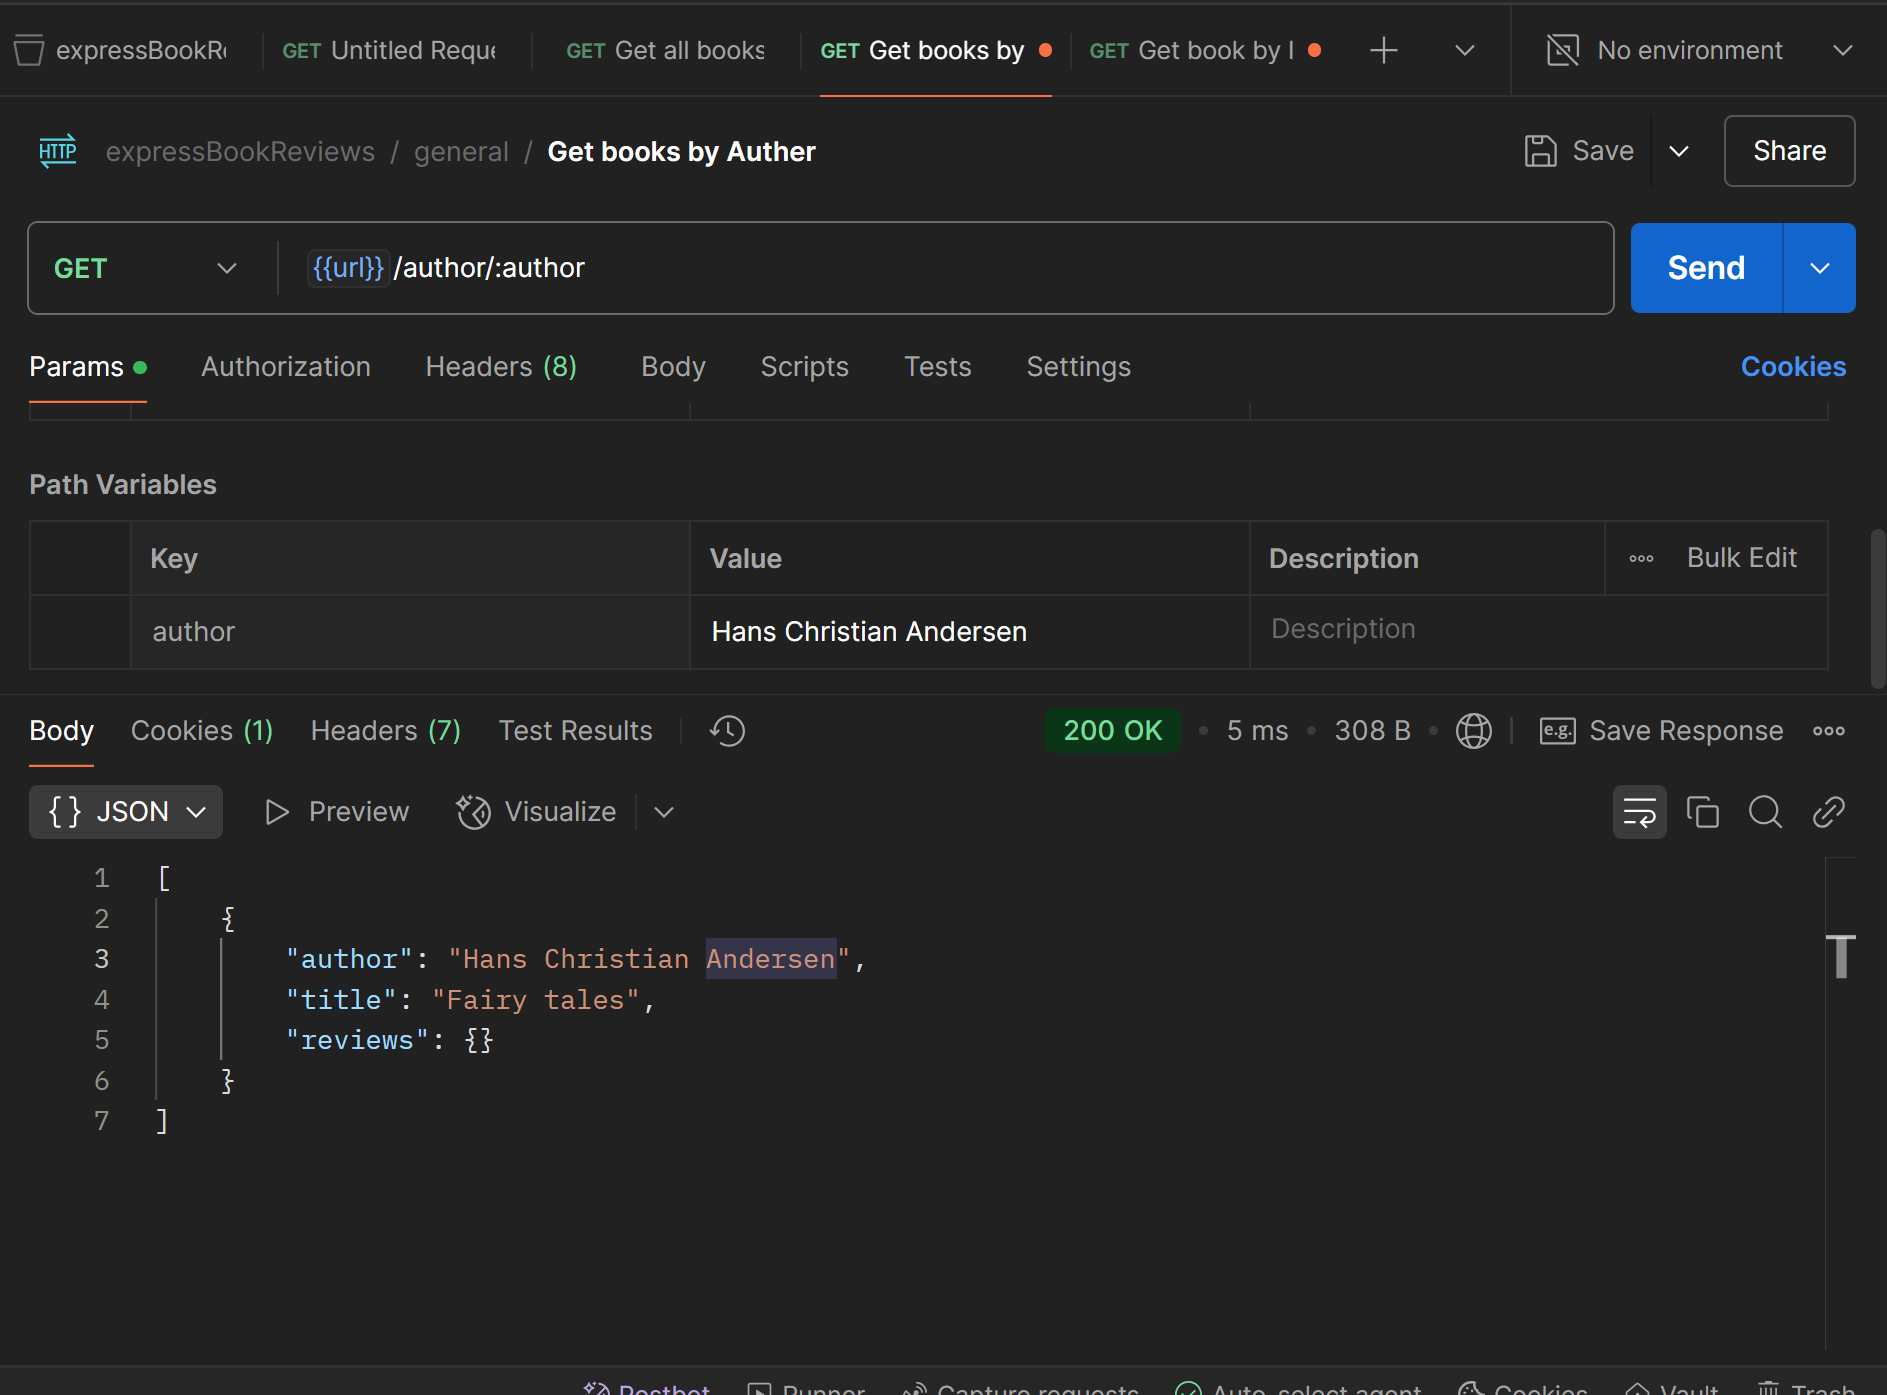 expressBookRe
GET Untitled Reque
GET Get all books
GET Get books by
GET Get book by I
No environment
HTTP expressBookReviews / general / Get books by Auther
Save
Share
GET
{{url}}/author/:author
Send
Params
Authorization
Headers (8)
Body
Scripts
Tests
Settings
Cookies
Path Variables
Key
Value
Description
Bulk Edit
author
Hans Christian Andersen
Description
Body
Cookies (1)
Headers (7)
Test Results
200 OK
5 ms
308 B
e.g. Save Response
{} JSON
Preview
Visualize
1 [
2 {
3 "author": "Hans Christian Andersen",
4 "title": "Fairy tales",
5 "reviews": {}
6 }
7 ]
Postbot
Runner
Capture requests
Auto-select agent
Cookies
Vault
Trash